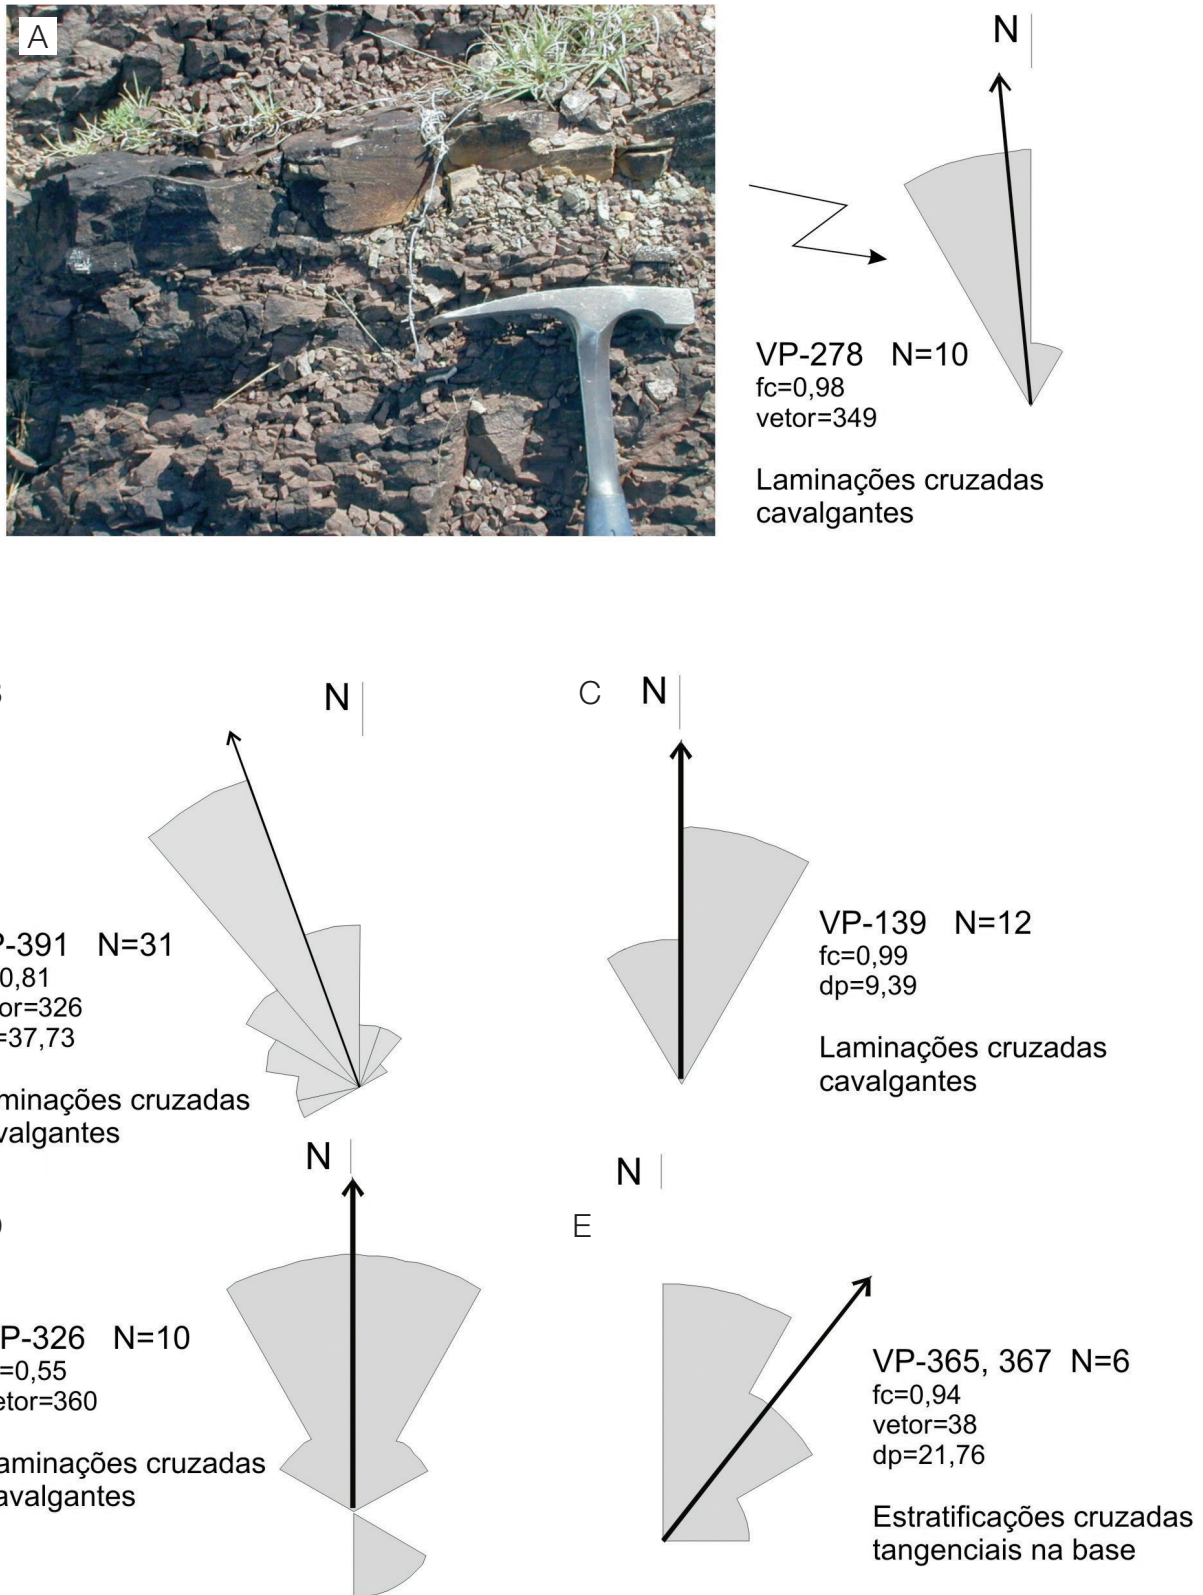 A
N
VP-278 N=10
fc=0,98
vetor=349
Laminações cruzadas
cavalgantes
N
P-391 N=31
0,81
or=326
=37,73
minações cruzadas
valgantes
C N
VP-139 N=12
fc=0,99
dp=9,39
Laminações cruzadas
cavalgantes
N
P-326 N=10
=0,55
etor=360
aminações cruzadas
avalgantes
N
E
VP-365, 367 N=6
fc=0,94
vetor=38
dp=21,76
Estratificações cruzadas
tangenciais na base